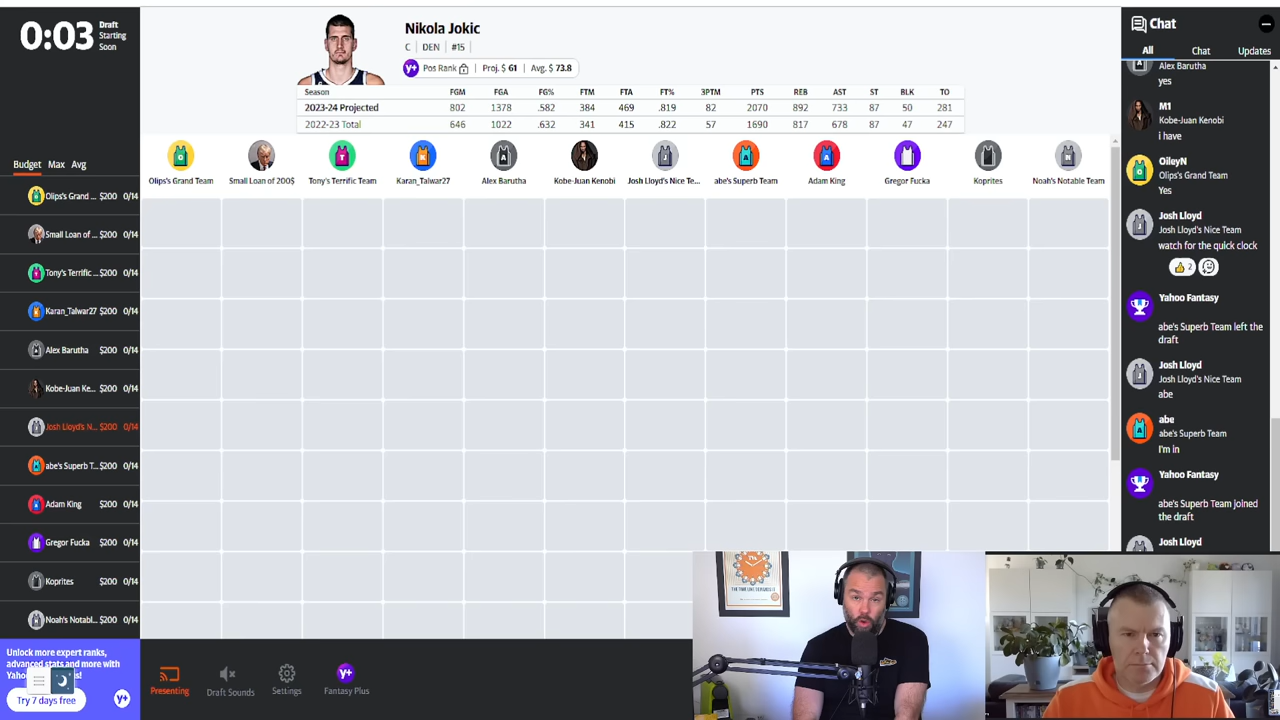 0:03
Draft
Starting
Soon
Nikola Jokic
C DEN #15
y+ Pos Rank Proj. $ 61 Avg. $ 73.8
Season FGM FGA FG% FTM FTA FT% 3PTM PTS REB AST ST BLK TO
2023-24 Projected 802 1378 .582 384 469 .819 82 2070 892 733 87 50 281
2022-23 Total 646 1022 .632 341 415 .822 57 1690 817 678 87 47 247
Budget Max Avg
Olips's Grand ... $200 0/14
Small Loan of ... $200 0/14
Tony's Terrific ... $200 0/14
Karan_Talwar27 $200 0/14
Alex Barutha $200 0/14
Kobe-Juan Ke... $200 0/14
Josh Lloyd's N... $200 0/14
abe's Superb T... $200 0/14
Adam King $200 0/14
Gregor Fucka $200 0/14
Koprites $200 0/14
Noah's Notabl... $200 0/14
Olips's Grand Team
Small Loan of 200$
Tony's Terrific Team
Karan_Talwar27
Alex Barutha
Kobe-Juan Kenobi
Josh Lloyd's Nice Te...
abe's Superb Team
Adam King
Gregor Fucka
Koprites
Noah's Notable Team
Chat
All Chat Updates
Alex Barutha
yes
M1
Kobe-Juan Kenobi
i have
OileyN
Olips's Grand Team
Yes
Josh Lloyd
Josh Lloyd's Nice Team
watch for the quick clock
2
Yahoo Fantasy
abe's Superb Team left the
draft
Josh Lloyd
Josh Lloyd's Nice Team
abe
abe
abe's Superb Team
I'm in
Yahoo Fantasy
abe's Superb Team joined
the draft
Josh Lloyd
Unlock more expert ranks,
advanced stats and more with
Try 7 days free
y+
Presenting
Draft Sounds
Settings
y+
Fantasy Plus